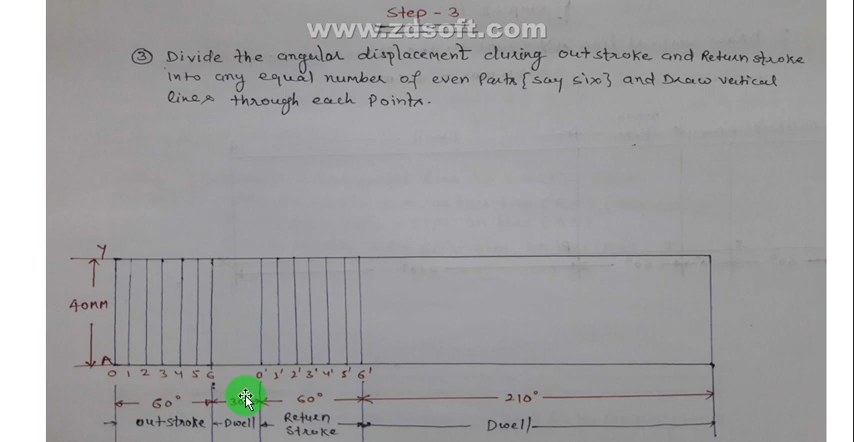 Step - 3
www.zdsoft.com
③ Divide the angular displacement during outstroke and Return stroke
into any equal number of even Parts {say six} and Draw vertical
lines through each Points.
Y
40MM
A
0 1 2 3 4 5 6 0' 1' 2' 3' 4' 5' 6'
60° 60° 210°
outstroke Dwell Return Stroke Dwell